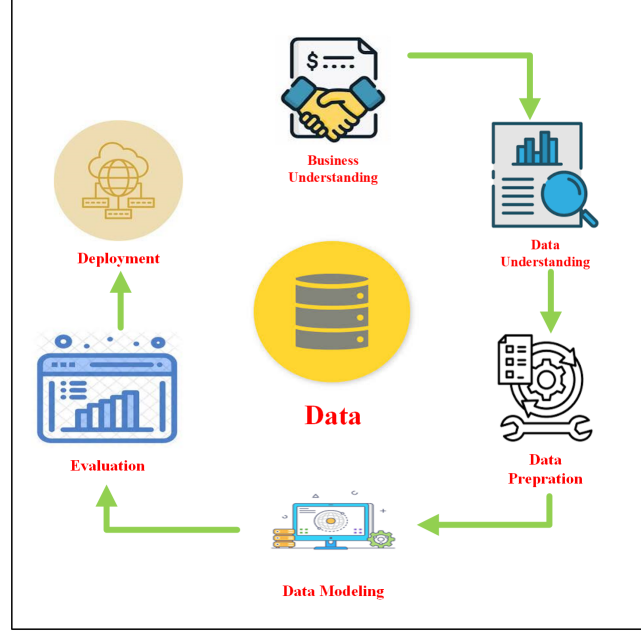 Business
Understanding
Data
Understanding
Data
Prepration
Data Modeling
Evaluation
Deployment
Data